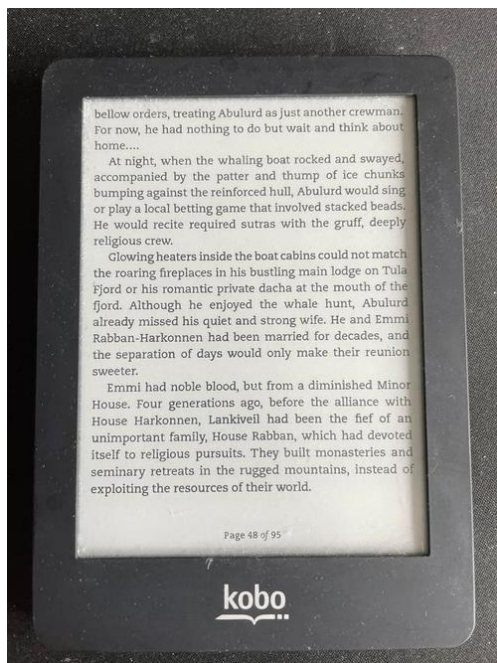 bellow orders, treating Abulurd as just another crewman.
For now, he had nothing to do but wait and think about
home....
At night, when the whaling boat rocked and swayed,
accompanied by the patter and thump of ice chunks
bumping against the reinforced hull, Abulurd would sing
or play a local betting game that involved stacked beads.
He would recite required sutras with the gruff, deeply
religious crew.
Glowing heaters inside the boat cabins could not match
the roaring fireplaces in his bustling main lodge on Tula
Fjord or his romantic private dacha at the mouth of the
fjord. Although he enjoyed the whale hunt, Abulurd
already missed his quiet and strong wife. He and Emmi
Rabban-Harkonnen had been married for decades, and
the separation of days would only make their reunion
sweeter.
Emmi had noble blood, but from a diminished Minor
House. Four generations ago, before the alliance with
House Harkonnen, Lankiveil had been the fief of an
unimportant family, House Rabban, which had devoted
itself to religious pursuits. They built monasteries and
seminary retreats in the rugged mountains, instead of
exploiting the resources of their world.
Page 48 of 95
kobo